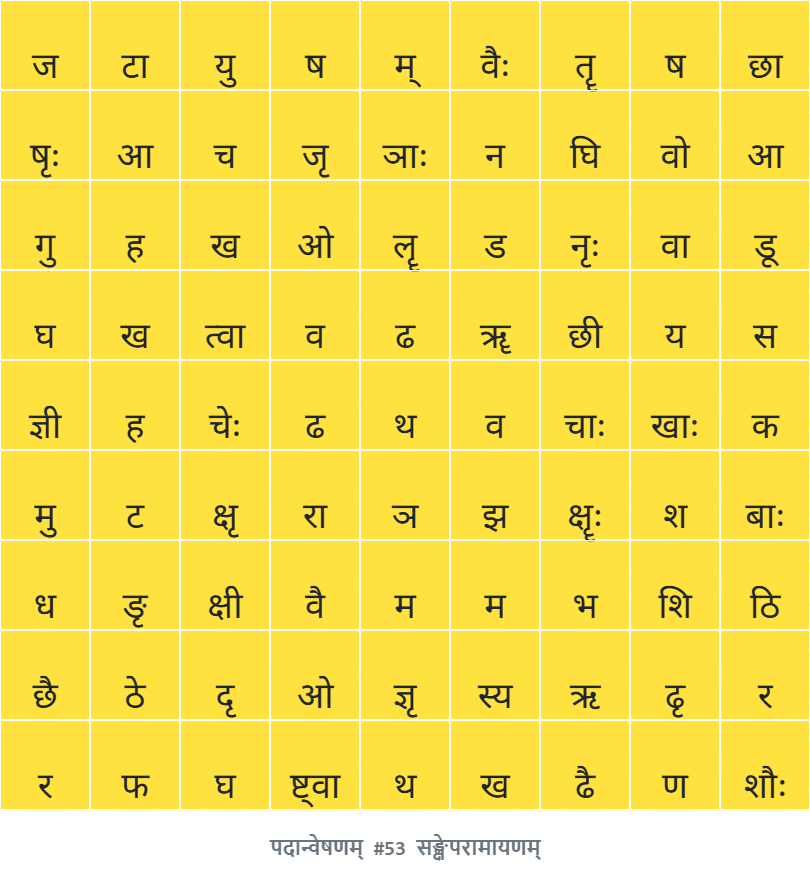 ज टा यु ष म् वैः तॄ ष छा
षृः आ च जृ ञाः न घि वो आ
गु ह ख ओ लॄ ड नृः वा डू
घ ख त्वा व ढ ॠ छी य स
ज्ञी ह चेः ढ थ व चाः खाः क
मु ट क्षृ रा ञ झ क्षॄः श बाः
ध ङृ क्षी वै म म भ शि ठि
छै ठे दृ ओ ज्ञृ स्य ऋ ढृ र
र फ घ ष्ट्वा थ ख ढै ण शौः
पदान्वेषणम् #53 सङ्क्षेपरामायणम्